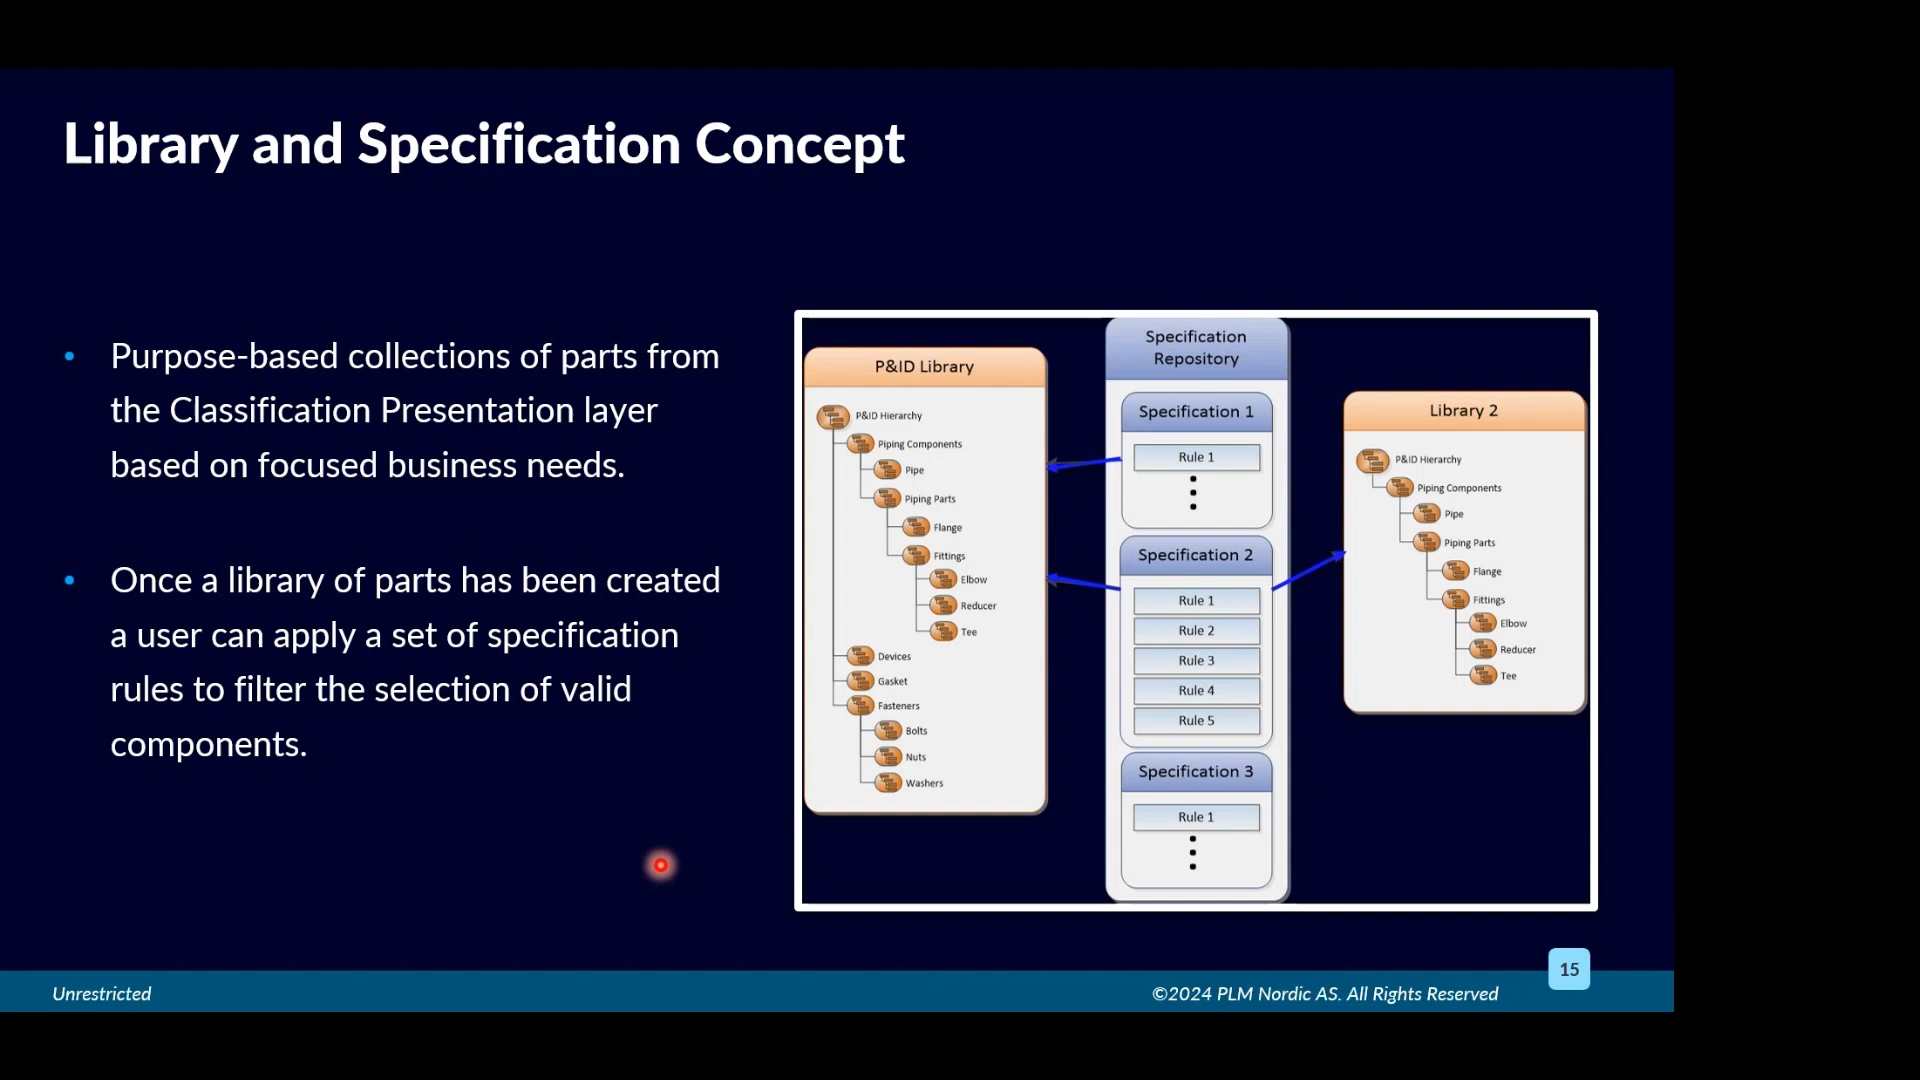 Library and Specification Concept
• Purpose-based collections of parts from
the Classification Presentation layer
based on focused business needs.
• Once a library of parts has been created
a user can apply a set of specification
rules to filter the selection of valid
components.
P&ID Library
P&ID Hierarchy
Piping Components
Pipe
Piping Parts
Flange
Fittings
Elbow
Reducer
Tee
Devices
Gasket
Fasteners
Bolts
Nuts
Washers
Specification
Repository
Specification 1
Rule 1
Specification 2
Rule 1
Rule 2
Rule 3
Rule 4
Rule 5
Specification 3
Rule 1
Library 2
P&ID Hierarchy
Piping Components
Pipe
Piping Parts
Flange
Fittings
Elbow
Reducer
Tee
15
Unrestricted
©2024 PLM Nordic AS. All Rights Reserved